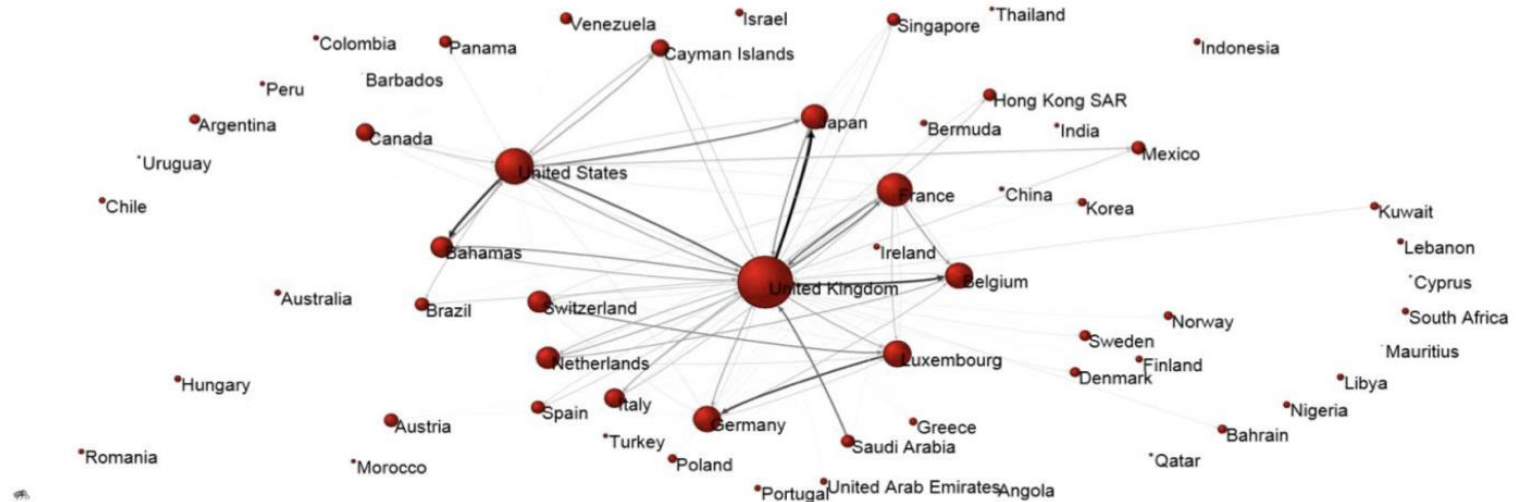 Thailand
Israel
Venezuela
Singapore
Colombia
Panama
Indonesia
Cayman Islands
Barbados
Peru
Hong Kong SAR
Argentina
Japan
Bermuda
India
Canada
Mexico
Uruguay
United States
China
France
Chile
Korea
Kuwait
Lebanon
Bahamas
Ireland
Belgium
Cyprus
United Kingdom
Australia
Switzerland
Brazil
South Africa
Norway
Sweden
Mauritius
Luxembourg
Netherlands
Finland
Denmark
Hungary
Libya
Italy
Spain
Nigeria
Austria
Germany
Greece
Bahrain
Turkey
Saudi Arabia
Romania
Qatar
Poland
Morocco
United Arab Emirates
Angola
Portugal